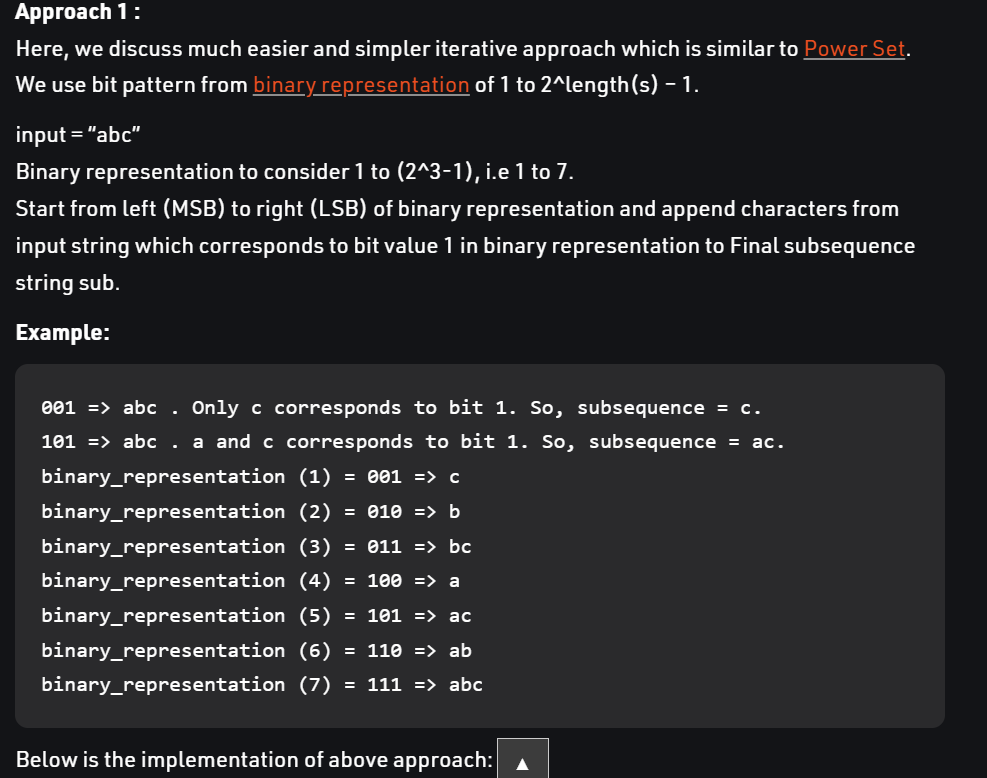 Approach 1 :
Here, we discuss much easier and simpler iterative approach which is similar to Power Set.
We use bit pattern from binary representation of 1 to 2^length(s) – 1.
input = “abc”
Binary representation to consider 1 to (2^3-1), i.e 1 to 7.
Start from left (MSB) to right (LSB) of binary representation and append characters from
input string which corresponds to bit value 1 in binary representation to Final subsequence
string sub.
Example:
001 => abc . Only c corresponds to bit 1. So, subsequence = c.
101 => abc . a and c corresponds to bit 1. So, subsequence = ac.
binary_representation (1) = 001 => c
binary_representation (2) = 010 => b
binary_representation (3) = 011 => bc
binary_representation (4) = 100 => a
binary_representation (5) = 101 => ac
binary_representation (6) = 110 => ab
binary_representation (7) = 111 => abc
Below is the implementation of above approach: